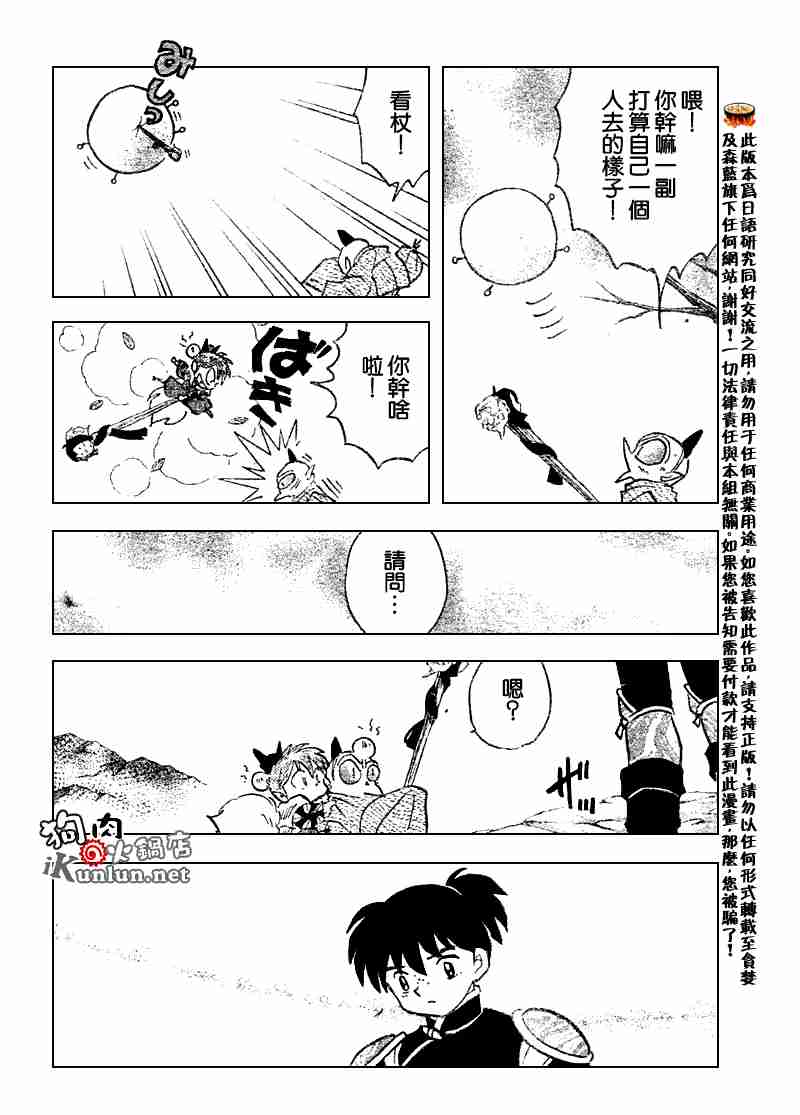 喂！
你幹嘛一副
打算自己一個
人去的樣子！
看杖！
みしっ
你幹啥
啦！
ばき
請問…
嗯？
狗肉
火鍋店
iKunlun.net
此版本爲日語研究同好交流之用，請勿用于任何商業用途。如您喜歡此作品，請支持正版！請勿以任何形式轉載至貪婪
及森藍旗下任何網站，謝謝！一切法律責任與本組無關。如果您被告知需要付款才能看到此漫畫，那麽，您被騙了！